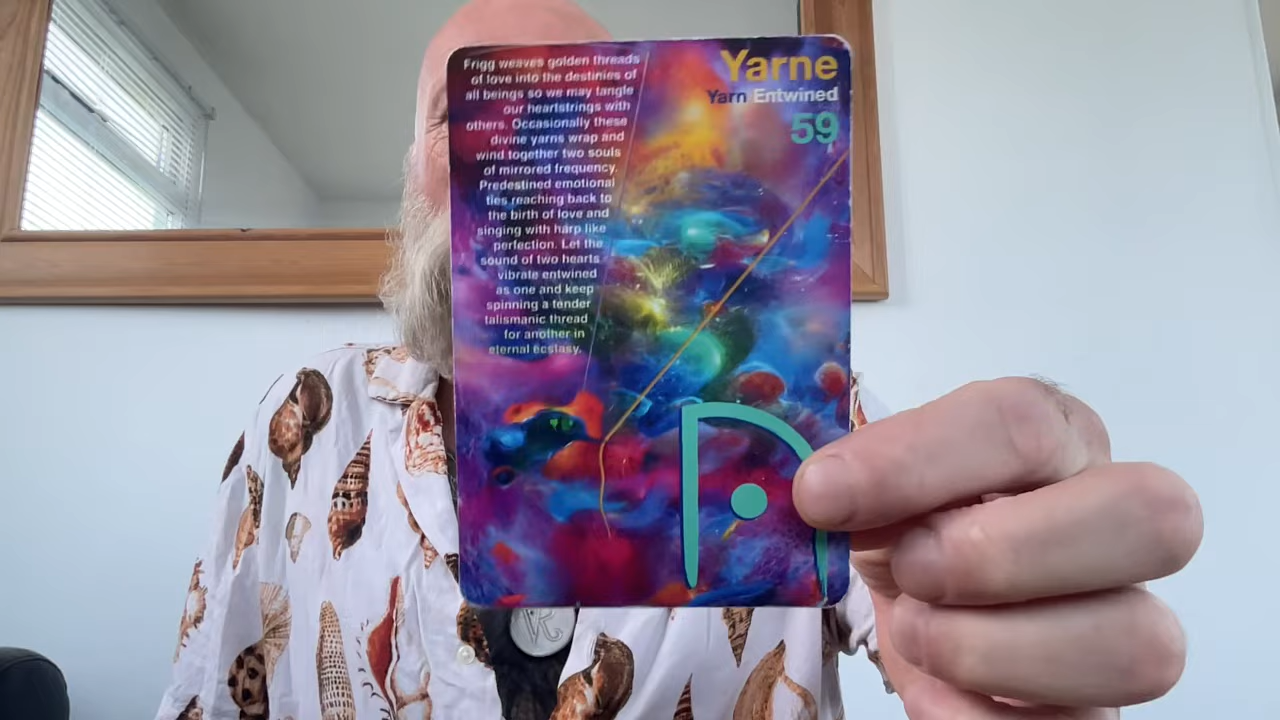 Yarne
Yarn Entwined
59
Frigg weaves golden threads
of love into the destinies of
all beings so we may tangle
our heartstrings with
others. Occasionally these
divine yarns wrap and
wind together two souls
of mirrored frequency.
Predestined emotional
ties reaching back to
the birth of love and
singing with harp like
perfection. Let the
sound of two hearts
vibrate entwined
as one and keep
spinning a tender
talismanic thread
for another in
eternal ecstasy.